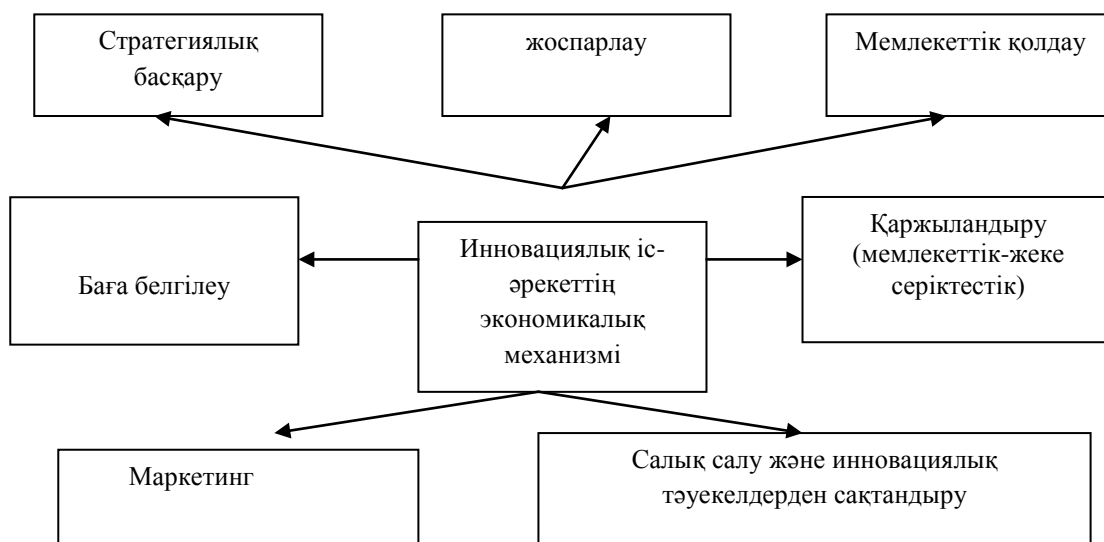 Стратегиялық
басқару
жоспарлау
Мемлекеттік қолдау
Баға белгілеу
Инновациялық іс-
әрекеттің
экономикалық
механизмі
Қаржыландыру
(мемлекеттік-жеке
серіктестік)
Маркетинг
Салық салу және инновациялық
тәуекелдерден сақтандыру